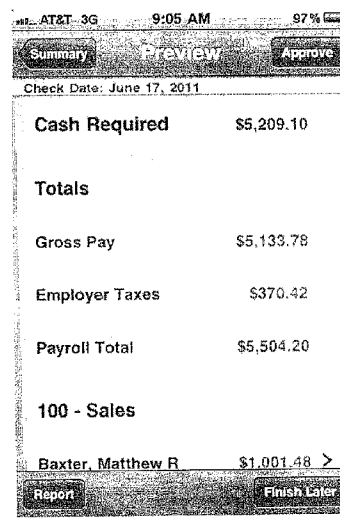 AT&T 3G 9:05 AM 97%
Summary Preview Approve
Check Date: June 17, 2011
Cash Required $5,209.10
Totals
Gross Pay $5,133.78
Employer Taxes $370.42
Payroll Total $5,504.20
100 - Sales
Baxter, Matthew R $1,001.48 >
Report Finish Later